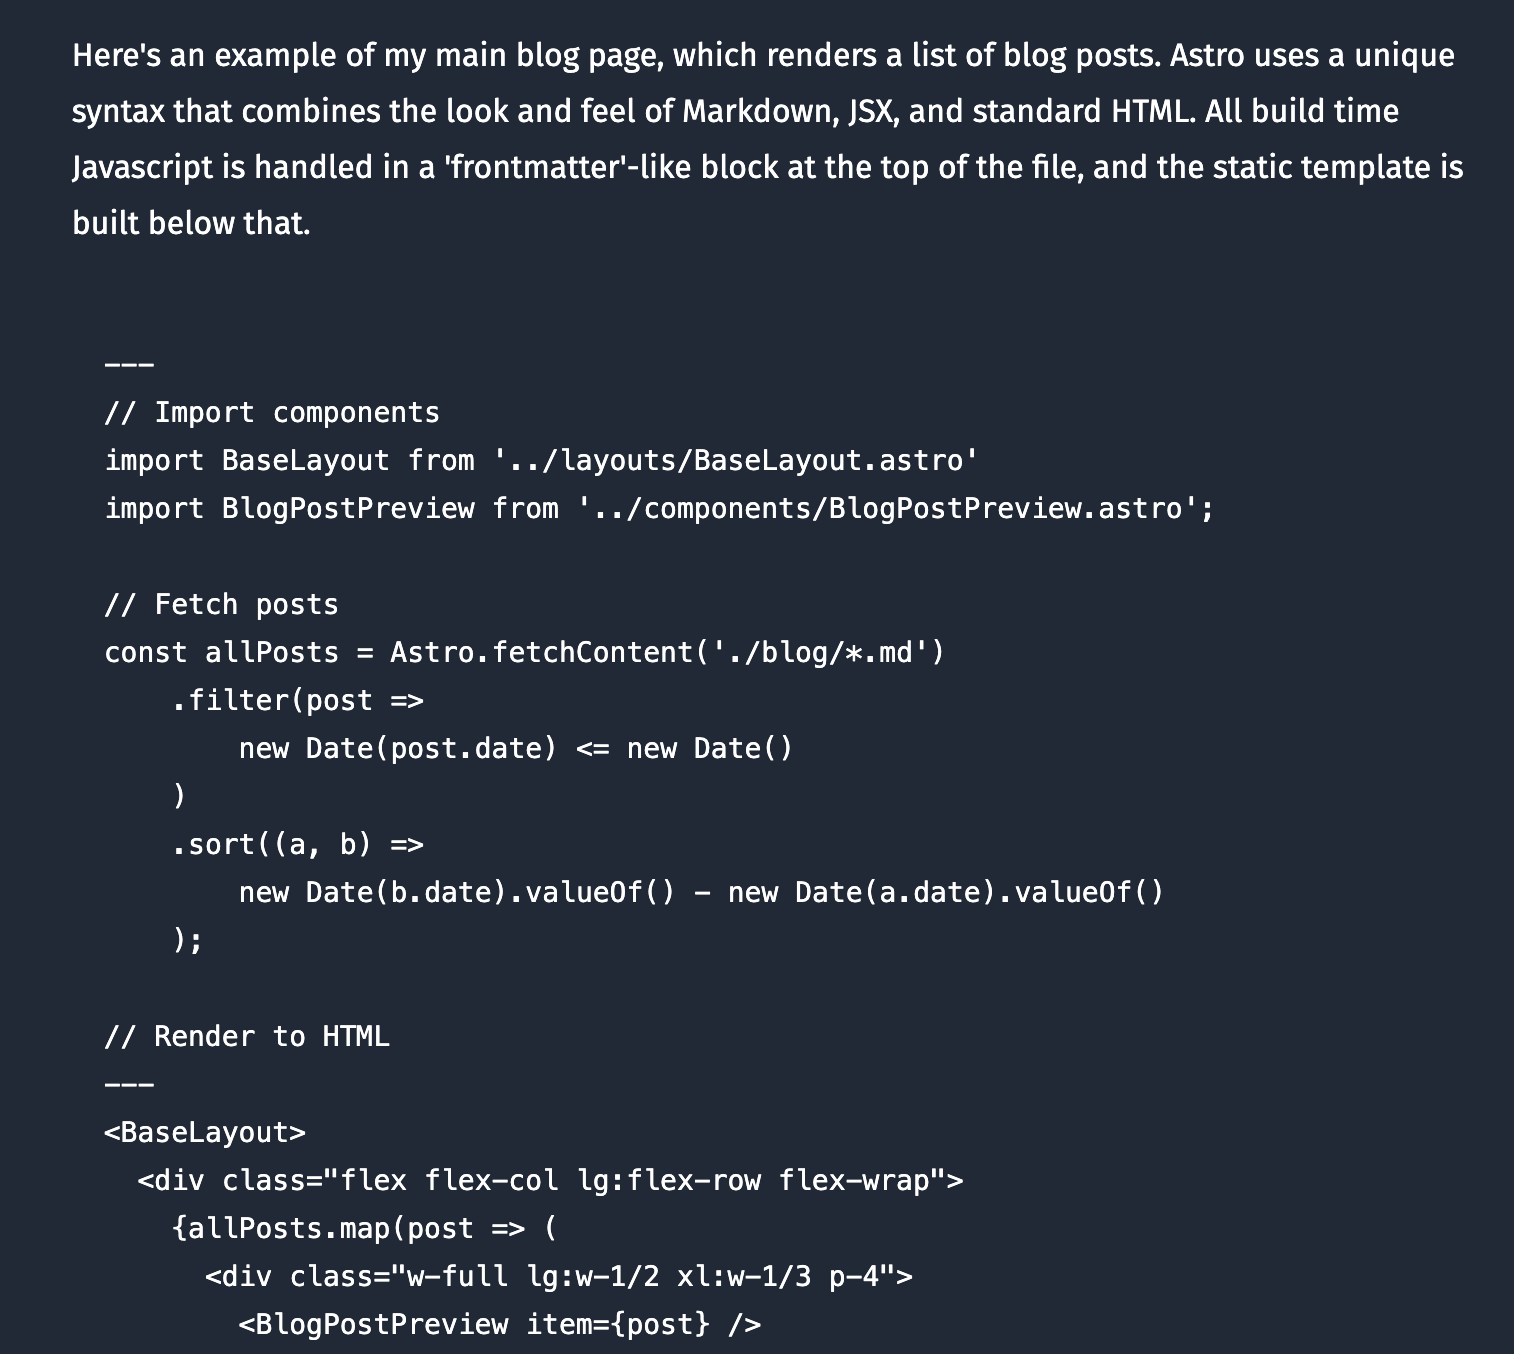 Here's an example of my main blog page, which renders a list of blog posts. Astro uses a unique
syntax that combines the look and feel of Markdown, JSX, and standard HTML. All build time
Javascript is handled in a 'frontmatter'-like block at the top of the file, and the static template is
built below that.
---
// Import components
import BaseLayout from '../layouts/BaseLayout.astro'
import BlogPostPreview from '../components/BlogPostPreview.astro';
// Fetch posts
const allPosts = Astro.fetchContent('./blog/*.md')
    .filter(post =>
        new Date(post.date) <= new Date()
    )
    .sort((a, b) =>
        new Date(b.date).valueOf() - new Date(a.date).valueOf()
    );
// Render to HTML
---
<BaseLayout>
  <div class="flex flex-col lg:flex-row flex-wrap">
    {allPosts.map(post => (
      <div class="w-full lg:w-1/2 xl:w-1/3 p-4">
        <BlogPostPreview item={post} />